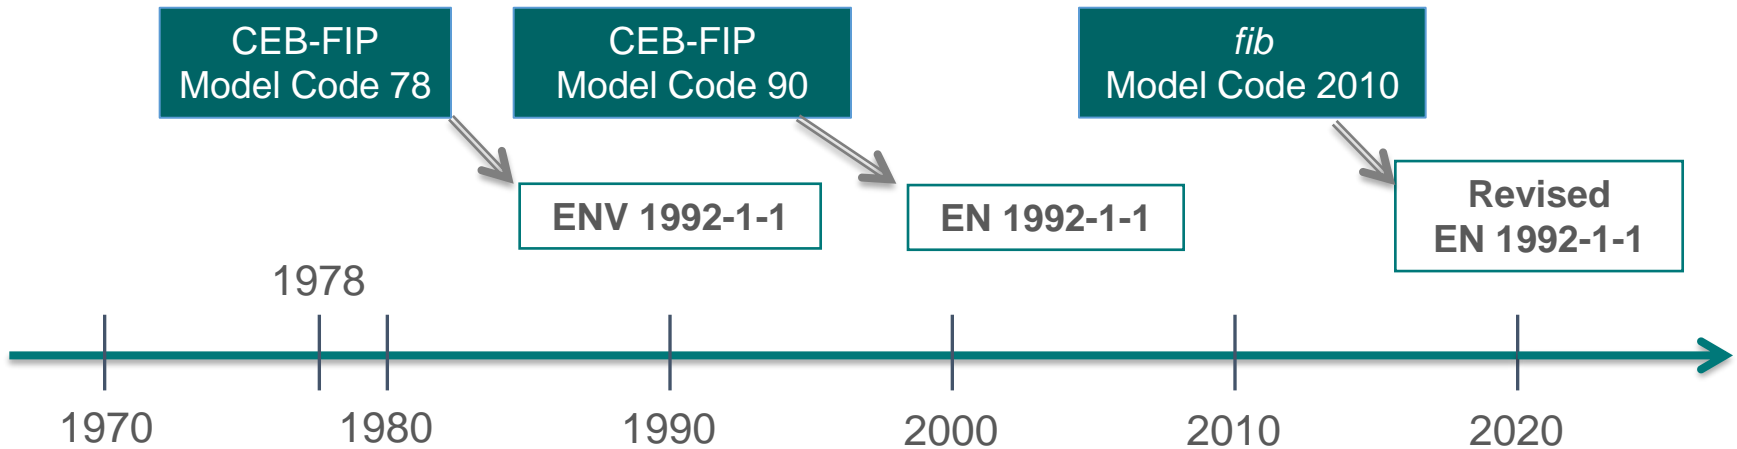 CEB-FIP
Model Code 78
CEB-FIP
Model Code 90
fib
Model Code 2010
ENV 1992-1-1
EN 1992-1-1
Revised
EN 1992-1-1
1978
1970
1980
1990
2000
2010
2020